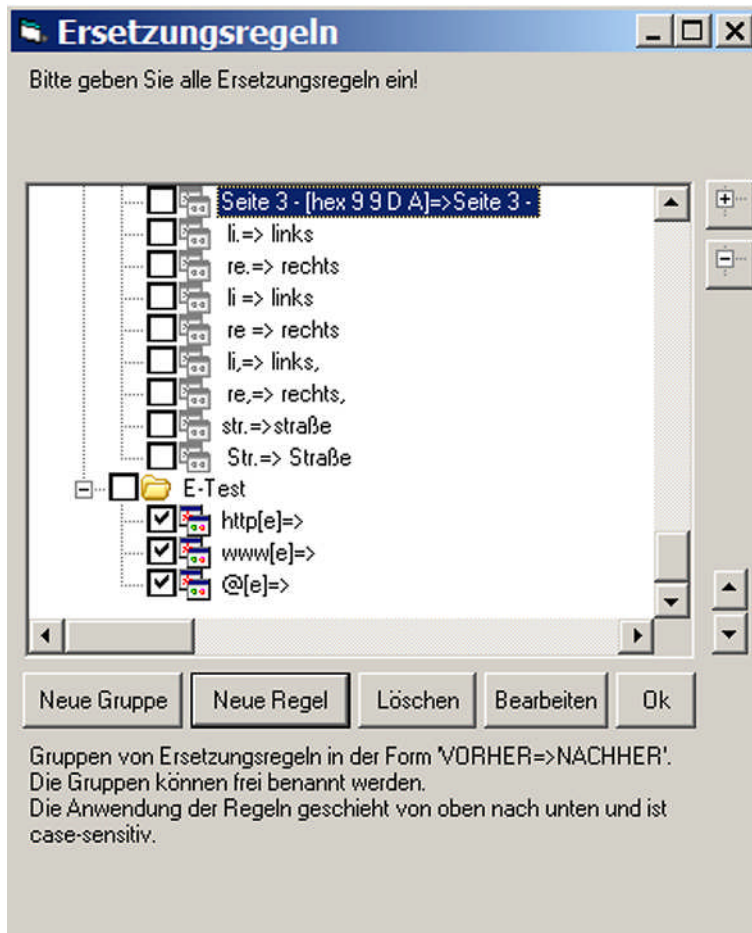 Ersetzungsregeln
Bitte geben Sie alle Ersetzungsregeln ein!
Seite 3 - [hex 9 9 D A]=>Seite 3 -
li.=> links
re.=> rechts
li => links
re => rechts
li,=> links,
re,=> rechts,
str.=>straße
Str.=> Straße
E-Test
http[e]=>
www[e]=>
@[e]=>
Neue Gruppe Neue Regel Löschen Bearbeiten Ok
Gruppen von Ersetzungsregeln in der Form 'VORHER=>NACHHER'.
Die Gruppen können frei benannt werden.
Die Anwendung der Regeln geschieht von oben nach unten und ist
case-sensitiv.